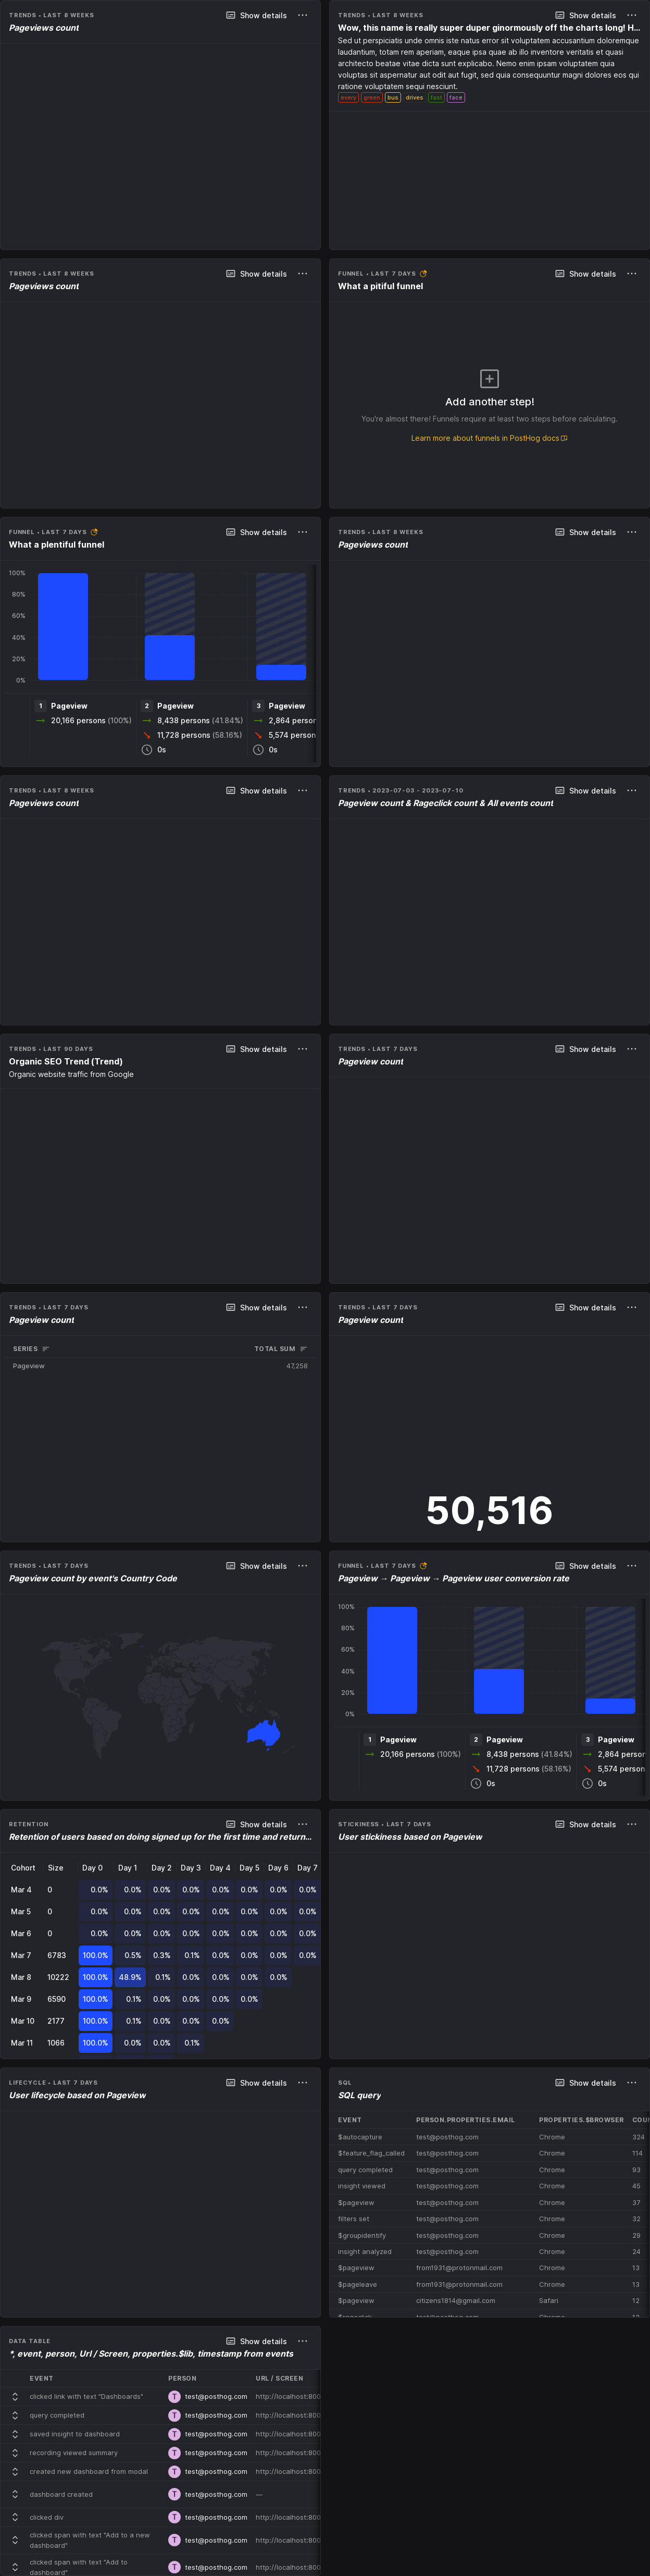 TRENDS • LAST 8 WEEKS
Show details
Pageviews count
TRENDS • LAST 8 WEEKS
Show details
Wow, this name is really super duper ginormously off the charts long! H...
Sed ut perspiciatis unde omnis iste natus error sit voluptatem accusantium doloremque
laudantium, totam rem aperiam, eaque ipsa quae ab illo inventore veritatis et quasi
architecto beatae vitae dicta sunt explicabo. Nemo enim ipsam voluptatem quia
voluptas sit aspernatur aut odit aut fugit, sed quia consequuntur magni dolores eos qui
ratione voluptatem sequi nesciunt.
every green bus drives fast face
TRENDS • LAST 8 WEEKS
Show details
Pageviews count
FUNNEL • LAST 7 DAYS
Show details
What a pitiful funnel
Add another step!
You're almost there! Funnels require at least two steps before calculating.
Learn more about funnels in PostHog docs
FUNNEL • LAST 7 DAYS
Show details
What a plentiful funnel
100%
80%
60%
40%
20%
0%
1 Pageview
20,166 persons (100%)
2 Pageview
8,438 persons (41.84%)
11,728 persons (58.16%)
0s
3 Pageview
2,864 person
5,574 person
0s
TRENDS • LAST 8 WEEKS
Show details
Pageviews count
TRENDS • LAST 8 WEEKS
Show details
Pageviews count
TRENDS • 2023-07-03 - 2023-07-10
Show details
Pageview count & Rageclick count & All events count
TRENDS • LAST 90 DAYS
Show details
Organic SEO Trend (Trend)
Organic website traffic from Google
TRENDS • LAST 7 DAYS
Show details
Pageview count
TRENDS • LAST 7 DAYS
Show details
Pageview count
SERIES TOTAL SUM
Pageview 47,258
TRENDS • LAST 7 DAYS
Show details
Pageview count
50,516
TRENDS • LAST 7 DAYS
Show details
Pageview count by event's Country Code
FUNNEL • LAST 7 DAYS
Show details
Pageview → Pageview → Pageview user conversion rate
100%
80%
60%
40%
20%
0%
1 Pageview
20,166 persons (100%)
2 Pageview
8,438 persons (41.84%)
11,728 persons (58.16%)
0s
3 Pageview
2,864 person
5,574 person
0s
RETENTION
Show details
Retention of users based on doing signed up for the first time and return...
Cohort Size Day 0 Day 1 Day 2 Day 3 Day 4 Day 5 Day 6 Day 7
Mar 4 0 0.0% 0.0% 0.0% 0.0% 0.0% 0.0% 0.0% 0.0%
Mar 5 0 0.0% 0.0% 0.0% 0.0% 0.0% 0.0% 0.0% 0.0%
Mar 6 0 0.0% 0.0% 0.0% 0.0% 0.0% 0.0% 0.0% 0.0%
Mar 7 6783 100.0% 0.5% 0.3% 0.1% 0.0% 0.0% 0.0% 0.0%
Mar 8 10222 100.0% 48.9% 0.1% 0.0% 0.0% 0.0% 0.0%
Mar 9 6590 100.0% 0.1% 0.0% 0.0% 0.0% 0.0%
Mar 10 2177 100.0% 0.1% 0.0% 0.0% 0.0%
Mar 11 1066 100.0% 0.0% 0.0% 0.1%
STICKINESS • LAST 7 DAYS
Show details
User stickiness based on Pageview
LIFECYCLE • LAST 7 DAYS
Show details
User lifecycle based on Pageview
SQL
Show details
SQL query
EVENT PERSON.PROPERTIES.EMAIL PROPERTIES.$BROWSER COU
$autocapture test@posthog.com Chrome 324
$feature_flag_called test@posthog.com Chrome 114
query completed test@posthog.com Chrome 93
insight viewed test@posthog.com Chrome 45
$pageview test@posthog.com Chrome 37
filters set test@posthog.com Chrome 32
$groupidentify test@posthog.com Chrome 29
insight analyzed test@posthog.com Chrome 24
$pageview from1931@protonmail.com Chrome 13
$pageleave from1931@protonmail.com Chrome 13
$pageview citizens1814@gmail.com Safari 12
DATA TABLE
Show details
*, event, person, Url / Screen, properties.$lib, timestamp from events
EVENT PERSON URL / SCREEN
clicked link with text "Dashboards" T test@posthog.com http://localhost:800
query completed T test@posthog.com http://localhost:800
saved insight to dashboard T test@posthog.com http://localhost:800
recording viewed summary T test@posthog.com http://localhost:800
created new dashboard from modal T test@posthog.com http://localhost:800
dashboard created T test@posthog.com —
clicked div T test@posthog.com http://localhost:800
clicked span with text "Add to a new
dashboard" T test@posthog.com http://localhost:800
clicked span with text "Add to
dashboard" T test@posthog.com http://localhost:800